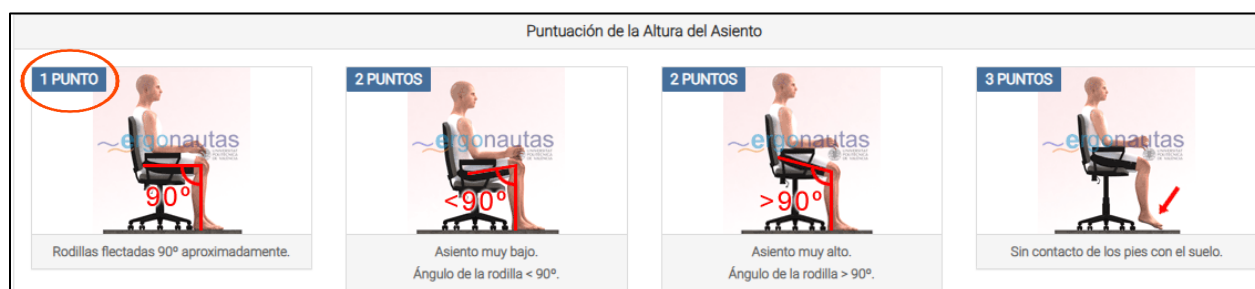 Puntuación de la Altura del Asiento
1 PUNTO
ergonautas
90º
Rodillas flectadas 90º aproximadamente.
2 PUNTOS
ergonautas
<90º
Asiento muy bajo.
Ángulo de la rodilla < 90º.
2 PUNTOS
ergonautas
>90º
Asiento muy alto.
Ángulo de la rodilla > 90º.
3 PUNTOS
ergonautas
Sin contacto de los pies con el suelo.